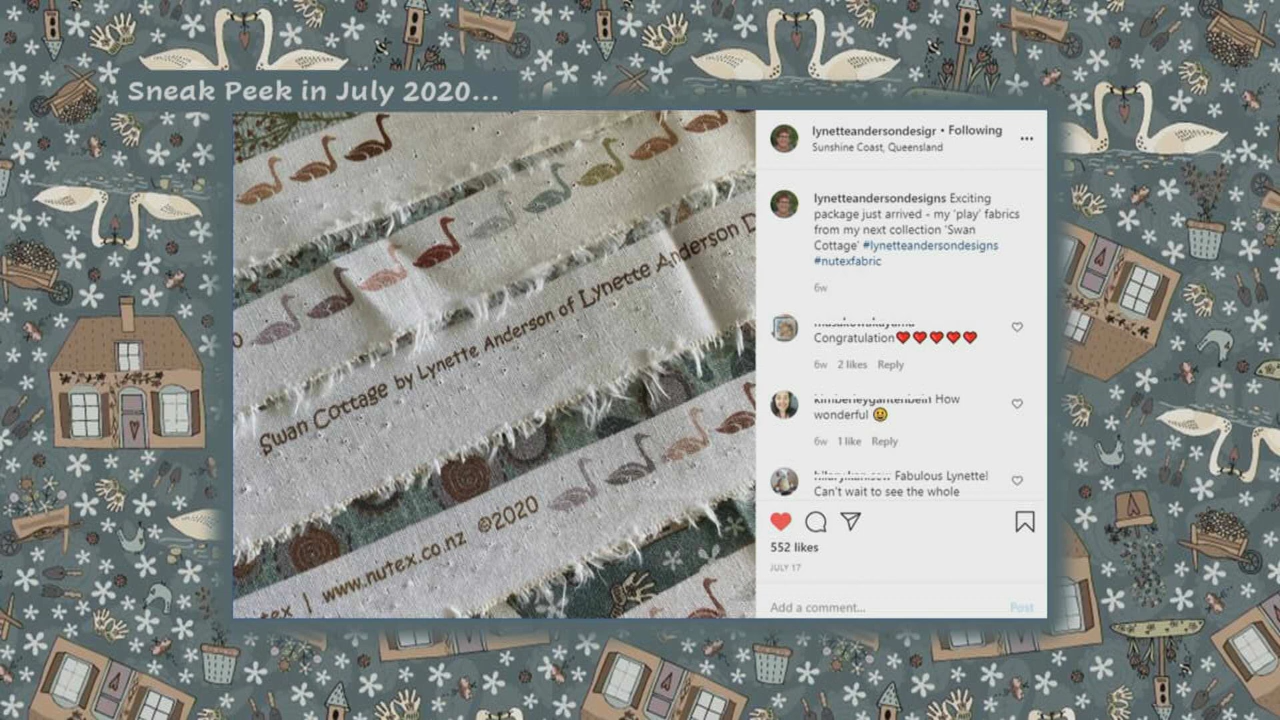 Sneak Peek in July 2020...
lynetteandersondesigr • Following
Sunshine Coast, Queensland
lynetteandersondesigns Exciting
package just arrived - my 'play' fabrics
from my next collection 'Swan
Cottage' #lynetteandersondesigns
#nutexfabric
6w
Congratulation❤❤❤❤❤
6w 2 likes Reply
How
wonderful 🙂
6w 1 like Reply
Fabulous Lynette!
Can't wait to see the whole
552 likes
JULY 17
Add a comment... Post
Swan Cottage by Lynette Anderson of Lynette Anderson D
©2020
tex | www.nutex.co.nz